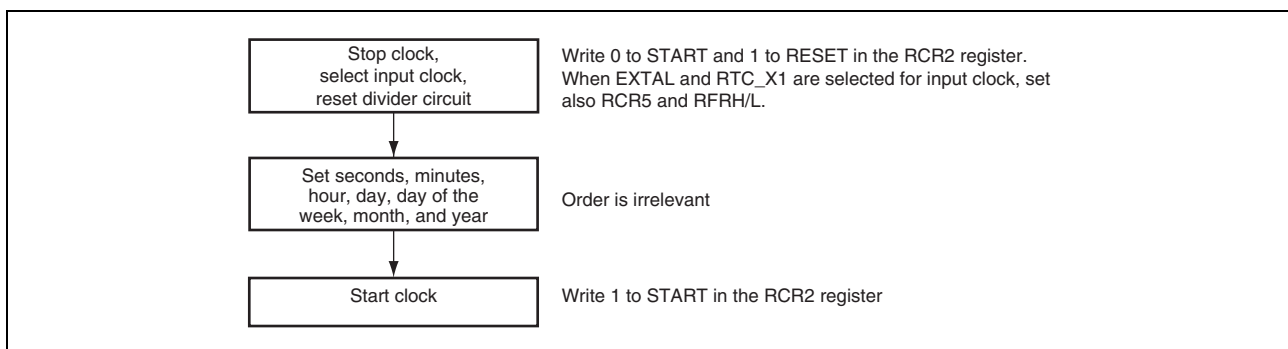 Stop clock,
select input clock,
reset divider circuit
Write 0 to START and 1 to RESET in the RCR2 register.
When EXTAL and RTC_X1 are selected for input clock, set
also RCR5 and RFRH/L.
Set seconds, minutes,
hour, day, day of the
week, month, and year
Order is irrelevant
Start clock
Write 1 to START in the RCR2 register